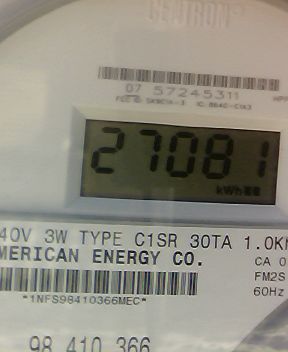 CENTRON®
07 57245311
27081
kWh
40V 3W TYPE C1SR 30TA 1.0K
MERICAN ENERGY CO.
CA 0
FM2S
60Hz
*1NFS98410366MEC*
98 410 366